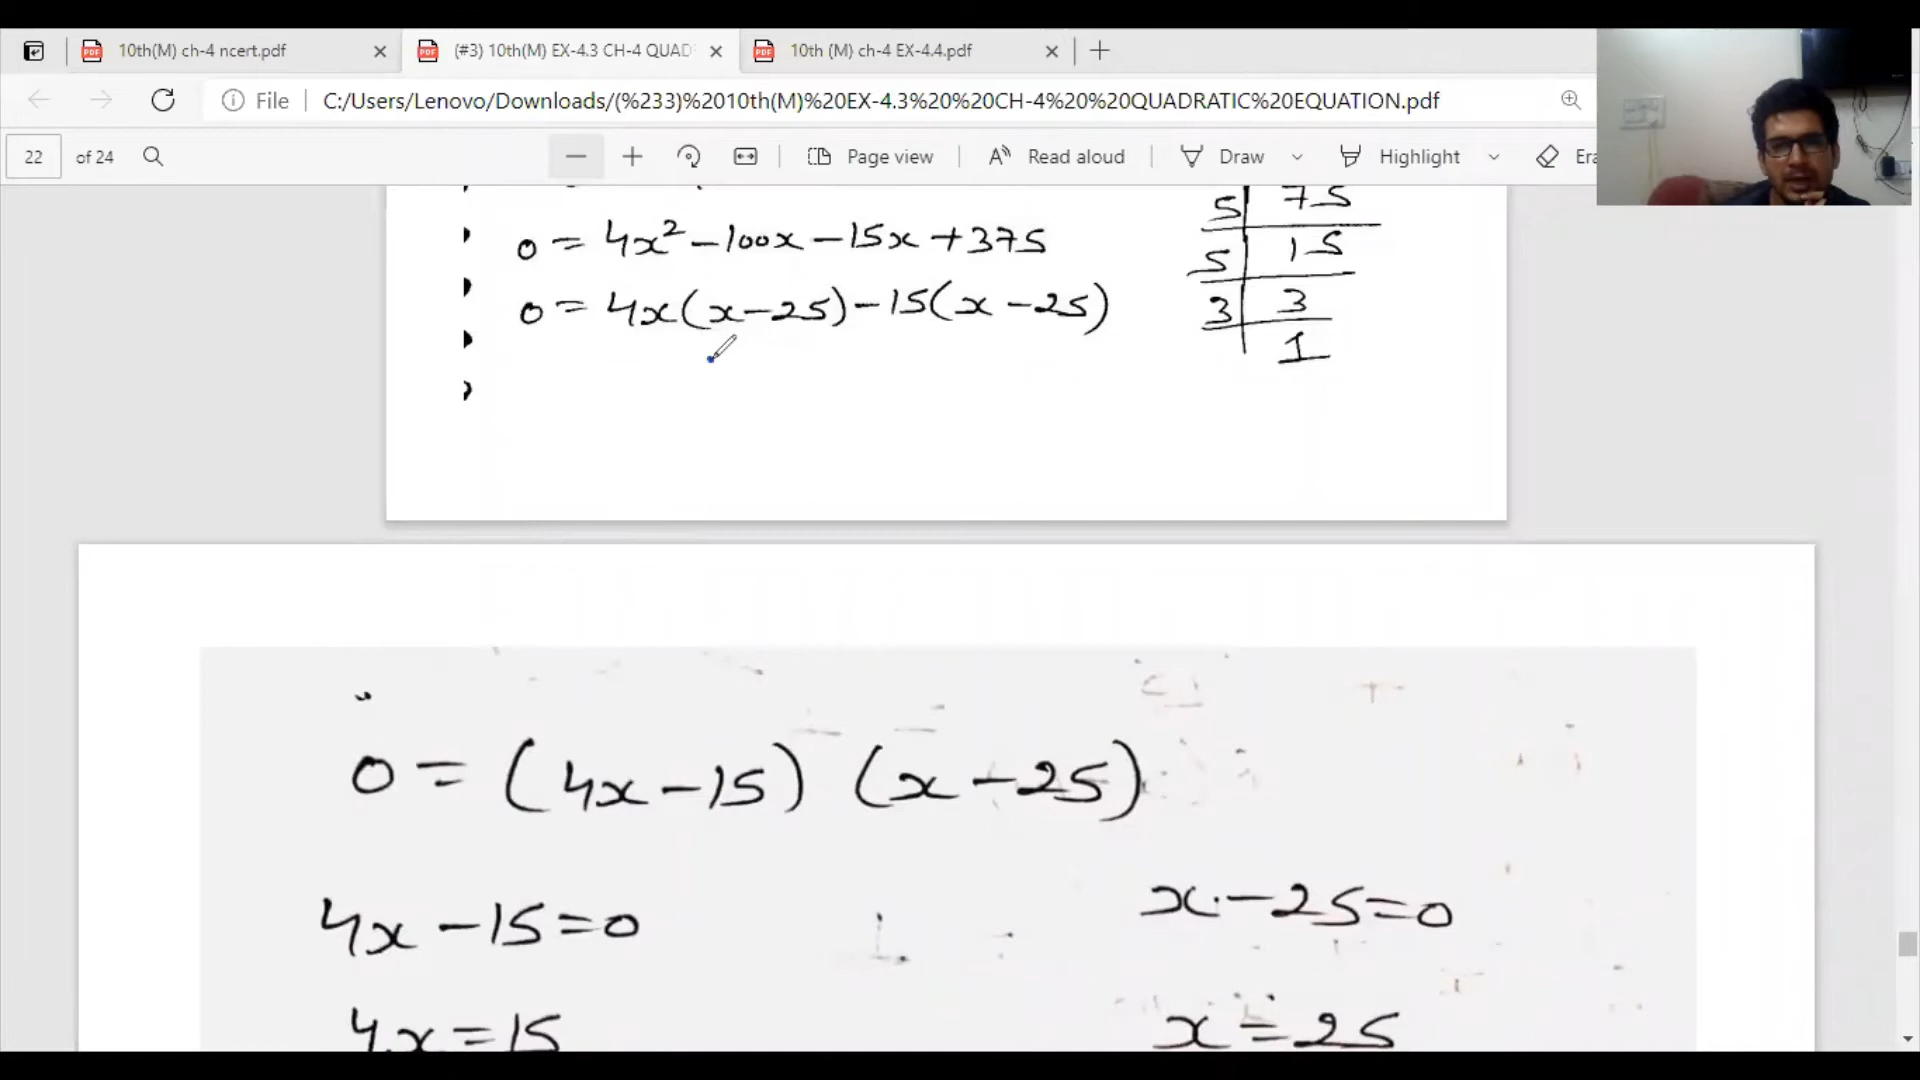 10th(M) ch-4 ncert.pdf
(#3) 10th(M) EX-4.3 CH-4 QUAD
10th (M) ch-4 EX-4.4.pdf
File
C:/Users/Lenovo/Downloads/(%233)%2010th(M)%20EX-4.3%20%20CH-4%20%20QUADRATIC%20EQUATION.pdf
22 of 24
Page view
Read aloud
Draw
Highlight
Era
0 = 4x² - 100x - 15x + 375
0 = 4x(x - 25) - 15(x - 25)
5 | 75
5 | 15
3 | 3
1
0 = (4x - 15) (x - 25)
4x - 15 = 0
x - 25 = 0
4x = 15
x = 25